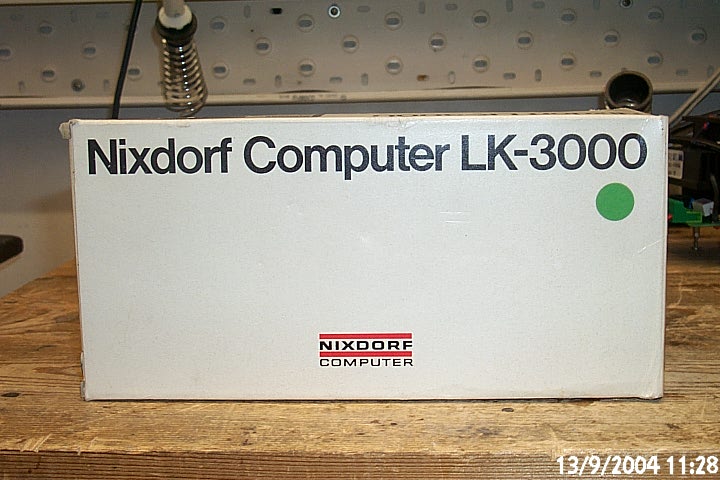 Nixdorf Computer LK-3000
NIXDORF
COMPUTER
13/9/2004 11:28